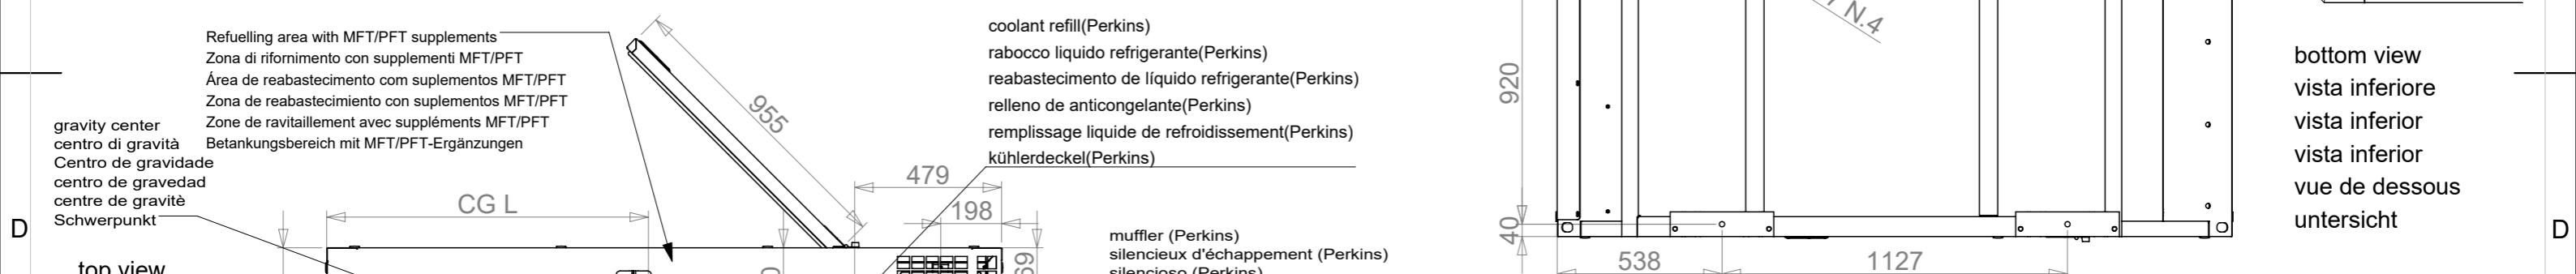 Refuelling area with MFT/PFT supplements
Zona di rifornimento con supplementi MFT/PFT
Área de reabastecimento com suplementos MFT/PFT
Zona de reabastecimiento con suplementos MFT/PFT
Zone de ravitaillement avec suppléments MFT/PFT
Betankungsbereich mit MFT/PFT-Ergänzungen
gravity center
centro di gravità
Centro de gravidade
centro de gravedad
centre de gravitè
Schwerpunkt
D
top view
CG L
955
479
198
69
coolant refill(Perkins)
rabocco liquido refrigerante(Perkins)
reabastecimento de líquido refrigerante(Perkins)
relleno de anticongelante(Perkins)
remplissage liquide de refroidissement(Perkins)
kühlerdeckel(Perkins)
muffler (Perkins)
silencieux d'échappement (Perkins)
silencioso (Perkins)
N.4
920
40
538
1127
bottom view
vista inferiore
vista inferior
vista inferior
vue de dessous
untersicht
D